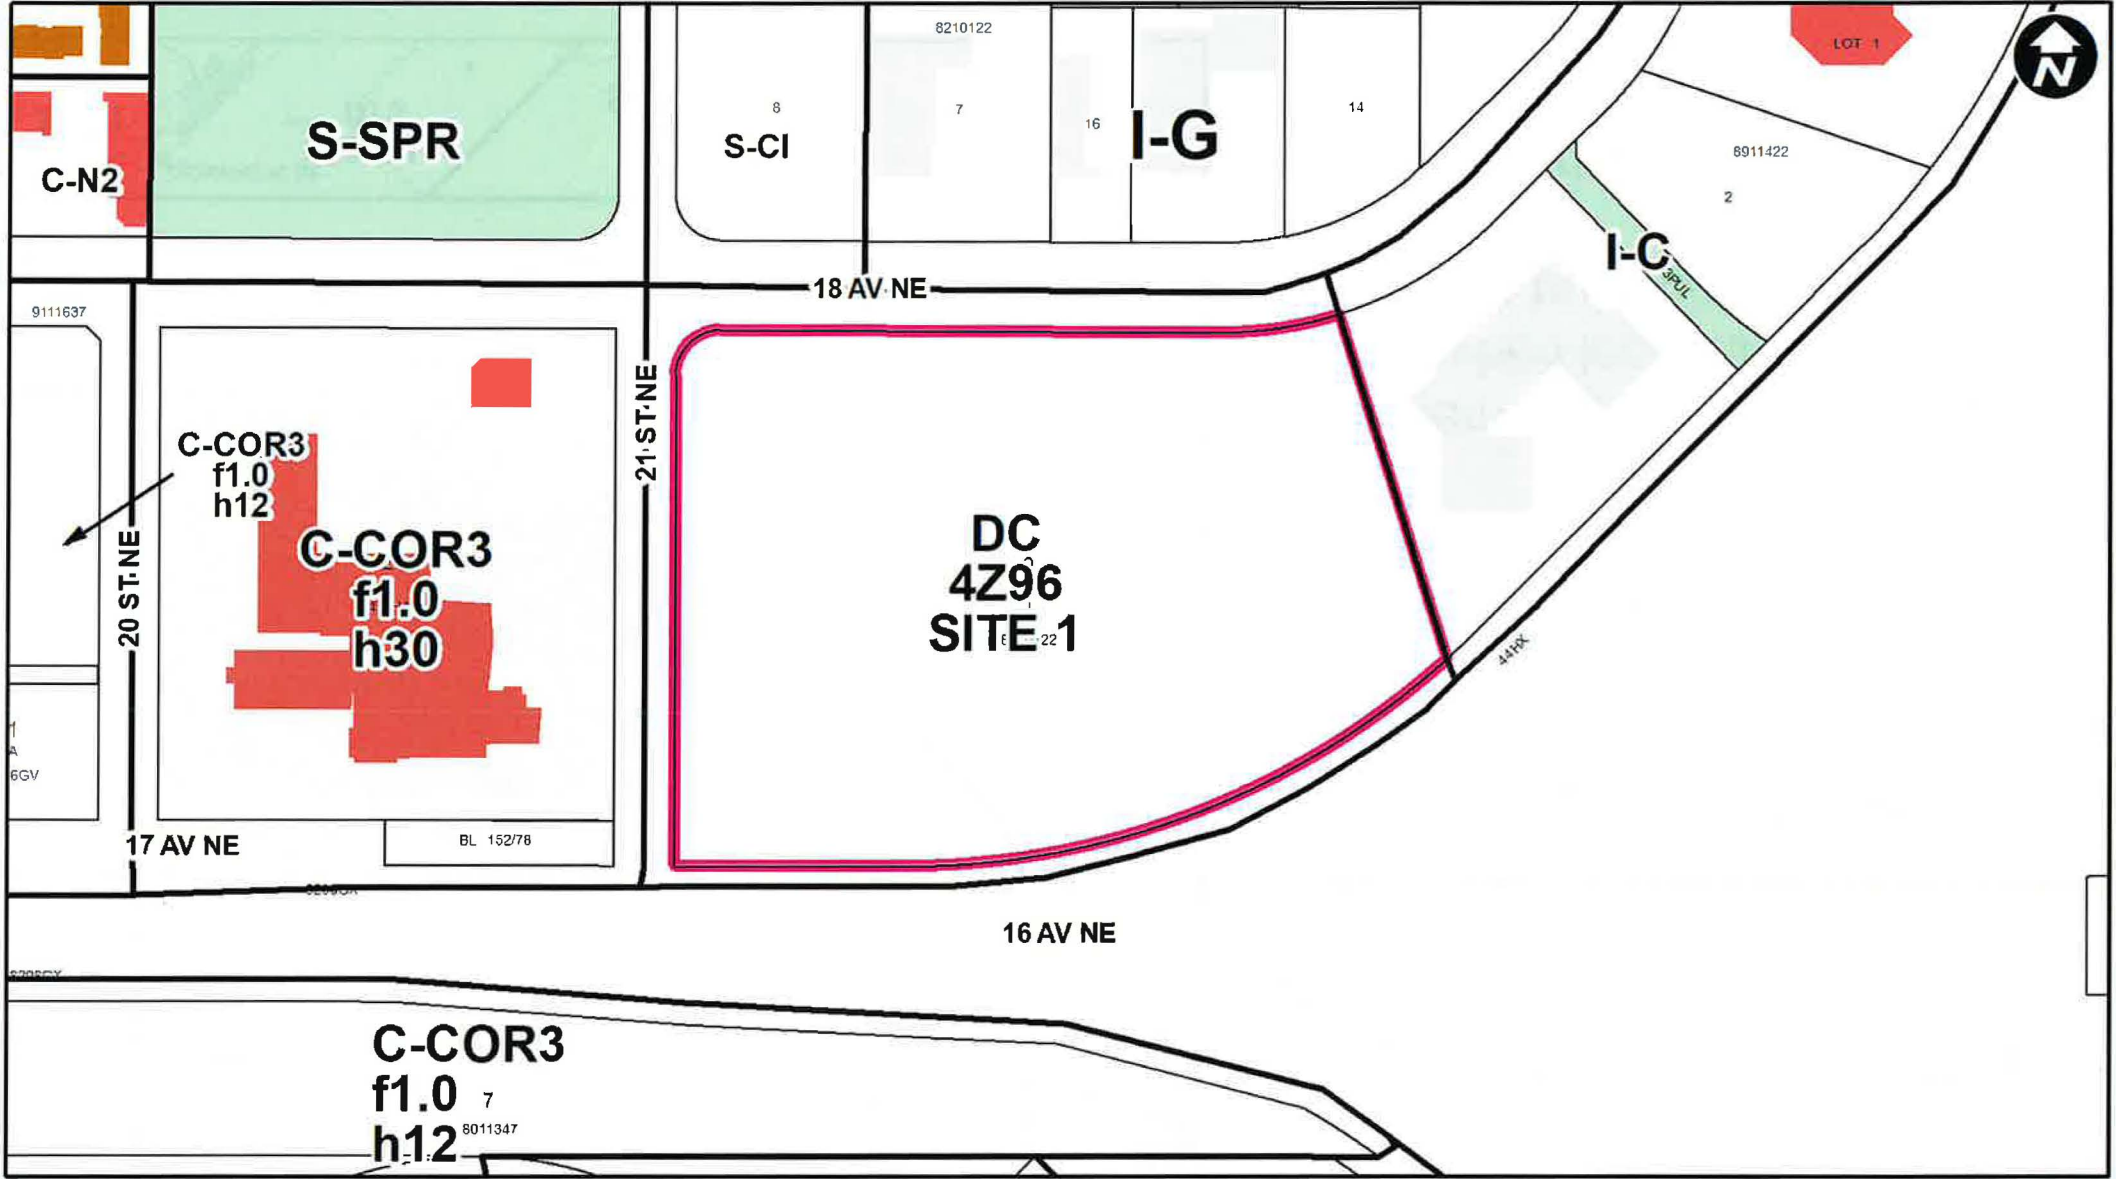 8210122
LOT 1
N
8
7
16
I-G
14
S-SPR
S-CI
8911422
C-N2
2
I-C
3PUL
18 AV NE
9111637
21 ST NE
C-COR3
f1.0
h12
20 ST NE
C-COR3
f1.0
h30
DC
4Z96
SITE 1
22
44HX
A
6GV
17 AV NE
BL 152/78
16 AV NE
C-COR3
f1.0 7
h12 8011347